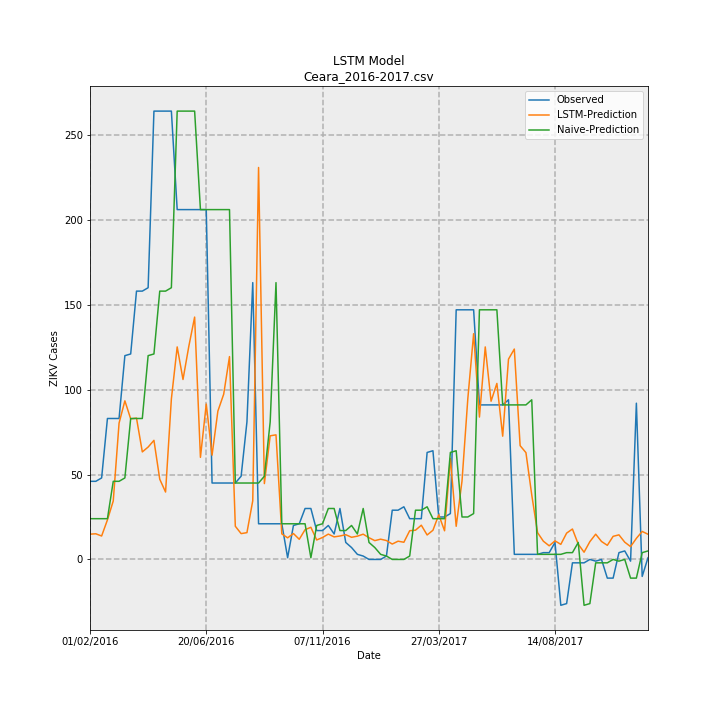 LSTM Model
Ceara_2016-2017.csv
Observed
LSTM-Prediction
Naive-Prediction
250
200
150
100
50
0
ZIKV Cases
01/02/2016
20/06/2016
07/11/2016
27/03/2017
14/08/2017
Date